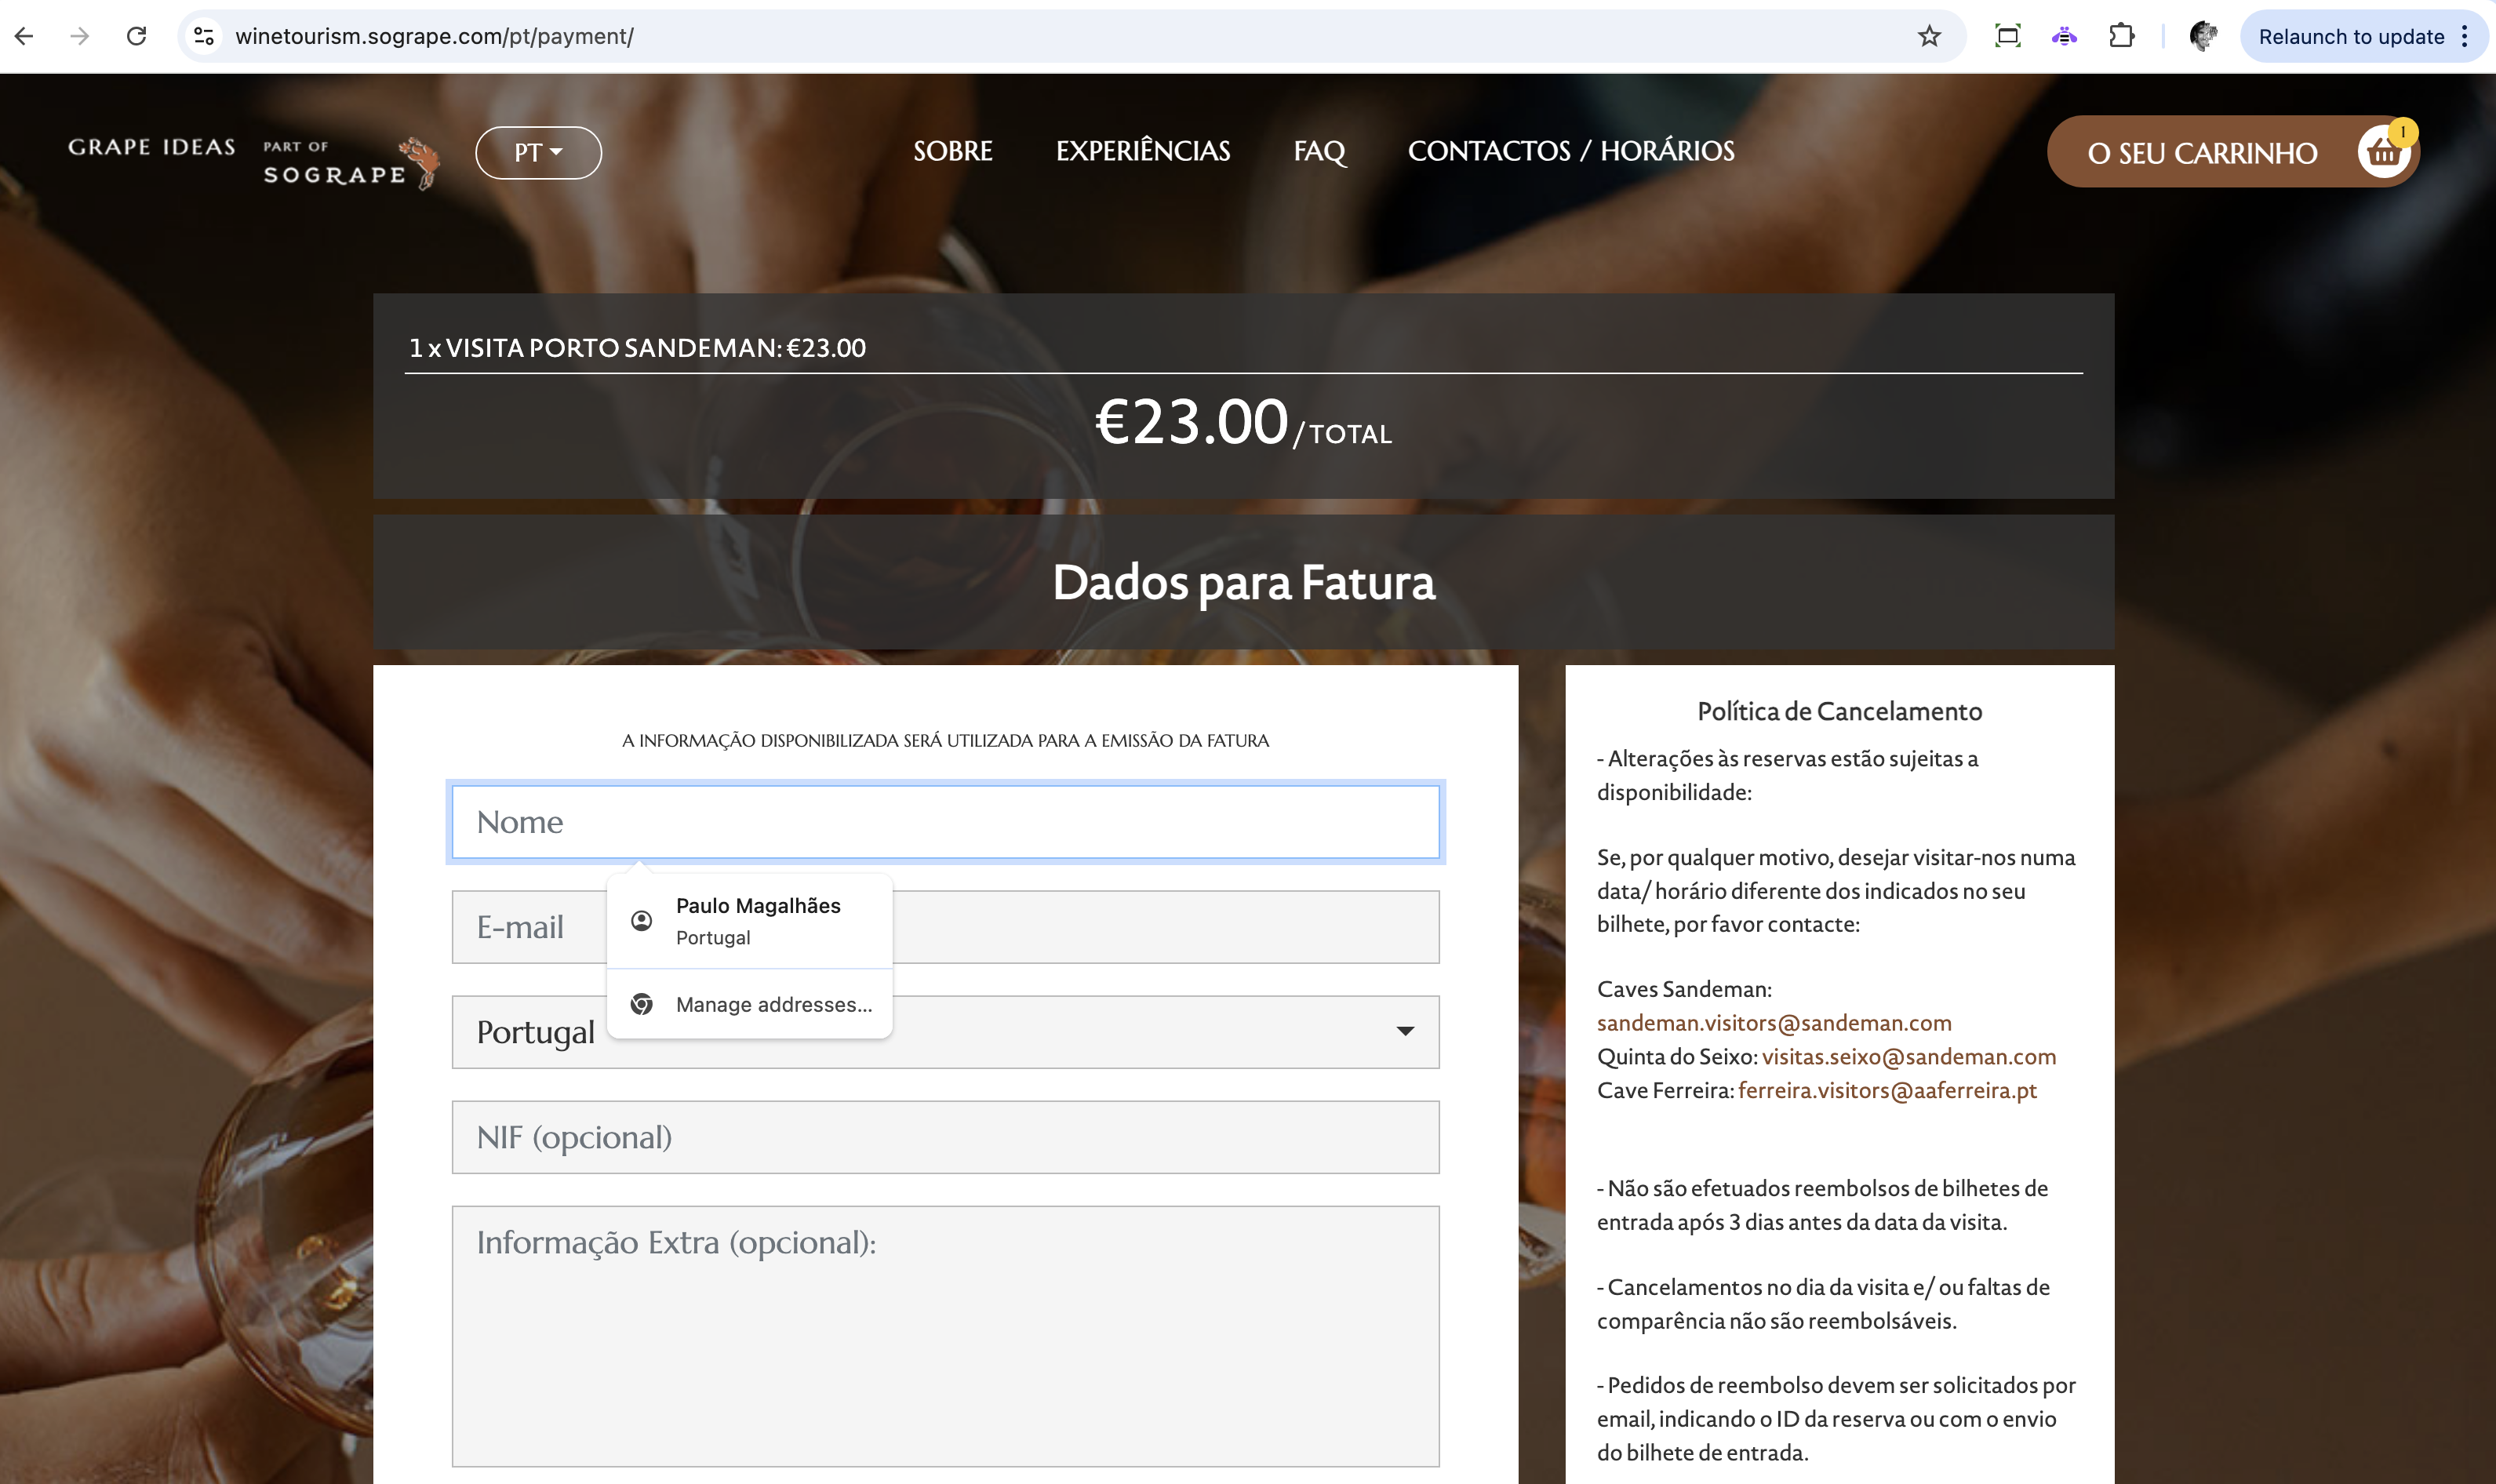 winetourism.sogrape.com/pt/payment/
Relaunch to update
GRAPE IDEAS
PART OF
SOGRAPE
PT
SOBRE
EXPERIÊNCIAS
FAQ
CONTACTOS / HORÁRIOS
O SEU CARRINHO
1
1 x VISITA PORTO SANDEMAN: €23.00
€23.00/TOTAL
Dados para Fatura
A INFORMAÇÃO DISPONIBILIZADA SERÁ UTILIZADA PARA A EMISSÃO DA FATURA
Nome
Paulo Magalhães
Portugal
Manage addresses...
E-mail
Portugal
NIF (opcional)
Informação Extra (opcional):
Política de Cancelamento
- Alterações às reservas estão sujeitas a
disponibilidade:
Se, por qualquer motivo, desejar visitar-nos numa
data/ horário diferente dos indicados no seu
bilhete, por favor contacte:
Caves Sandeman:
sandeman.visitors@sandeman.com
Quinta do Seixo: visitas.seixo@sandeman.com
Cave Ferreira: ferreira.visitors@aaferreira.pt
- Não são efetuados reembolsos de bilhetes de
entrada após 3 dias antes da data da visita.
- Cancelamentos no dia da visita e/ ou faltas de
comparência não são reembolsáveis.
- Pedidos de reembolso devem ser solicitados por
email, indicando o ID da reserva ou com o envio
do bilhete de entrada.